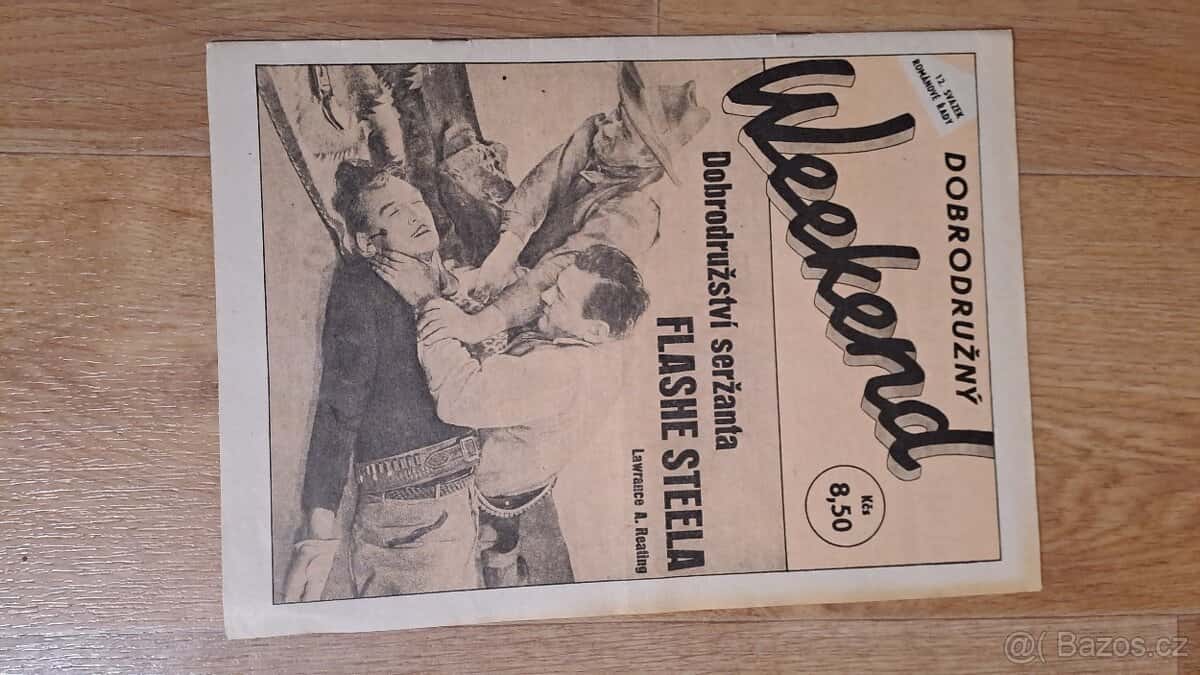 12. SVAZEK
ROMÁNOVÉ ŘADY
DOBRODRUŽNÝ
Weekend
Kčs
8,50
Dobrodružství seržanta
FLASHE STEELA
Lawrance A. Reating
@( Bazos.cz